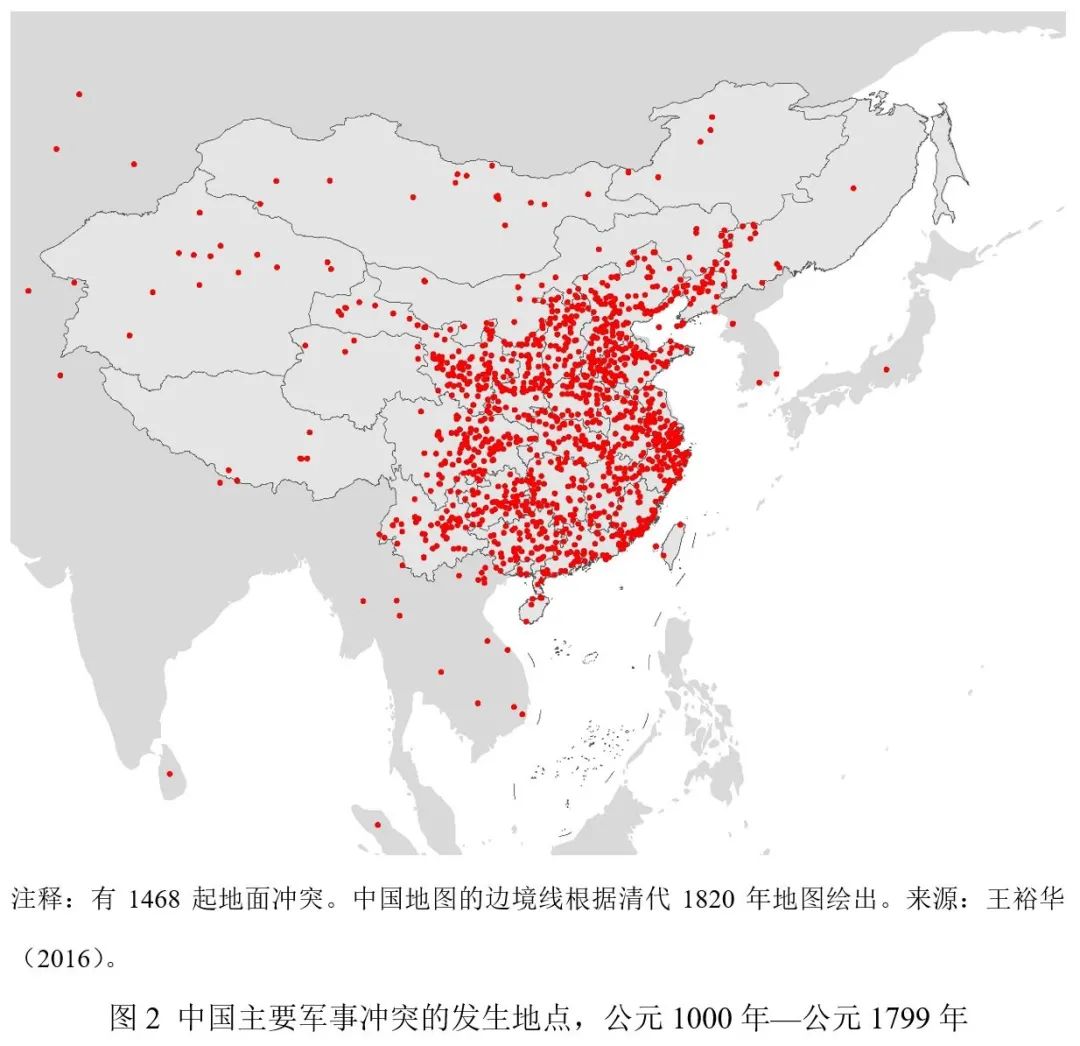 注释：有 1468 起地面冲突。中国地图的边境线根据清代 1820 年地图绘出。来源：王裕华
（2016）。
图 2 中国主要军事冲突的发生地点，公元 1000 年—公元 1799 年